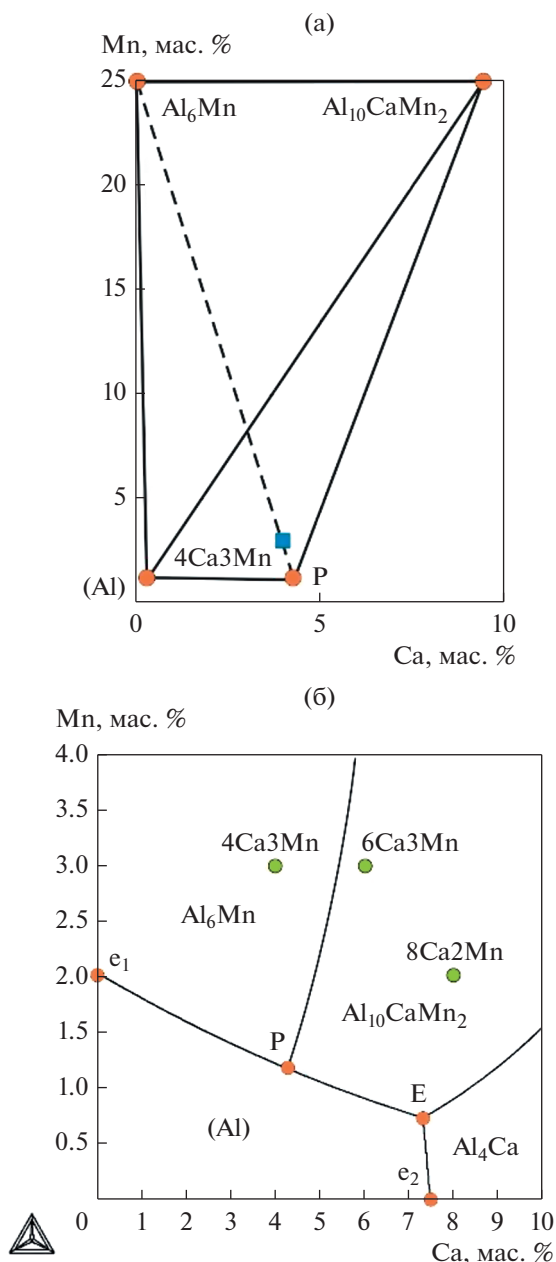 (а)
Mn, мас. %
25
Al₆Mn
Al₁₀CaMn₂
20
15
10
5
4Ca3Mn
(Al)
P
0
5
10
Ca, мас. %
(б)
Mn, мас. %
4.0
3.5
4Ca3Mn
6Ca3Mn
3.0
2.5
Al₆Mn
8Ca2Mn
2.0
e₁
Al₁₀CaMn₂
1.5
P
1.0
E
(Al)
Al₄Ca
0.5
e₂
0 1 2 3 4 5 6 7 8 9 10
Ca, мас. %